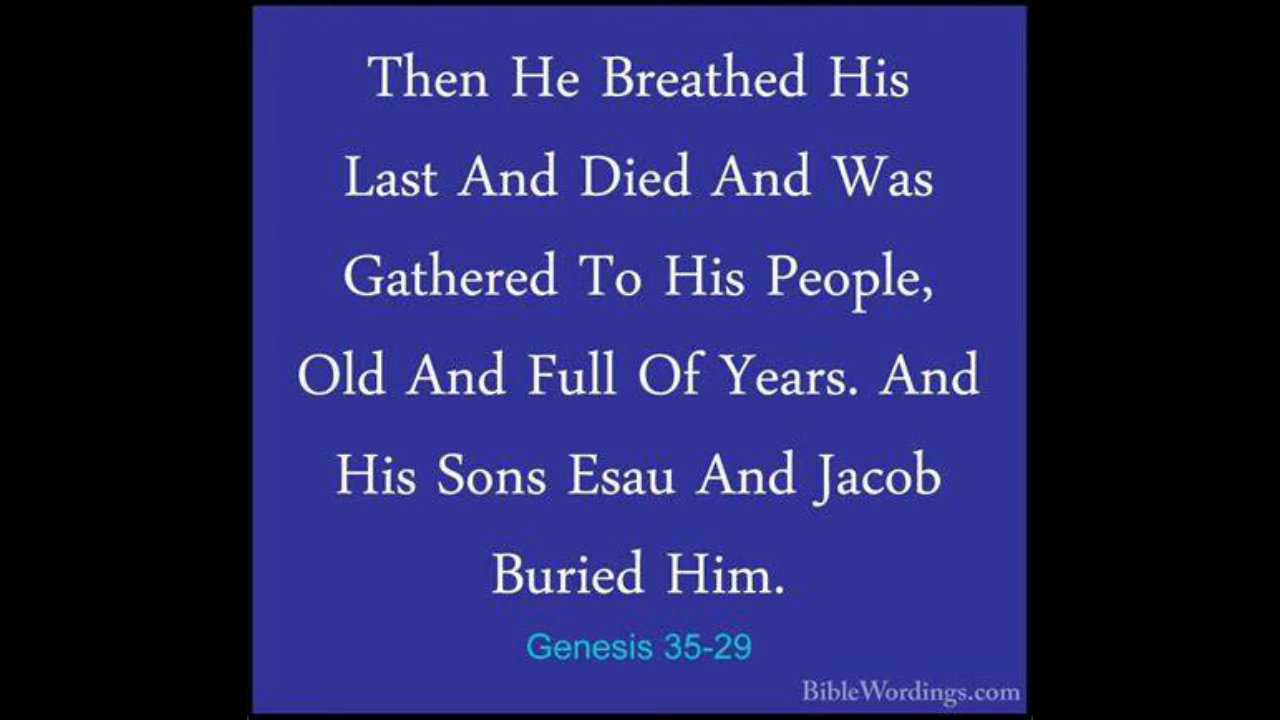 Then He Breathed His
Last And Died And Was
Gathered To His People,
Old And Full Of Years. And
His Sons Esau And Jacob
Buried Him.
Genesis 35-29
BibleWordings.com